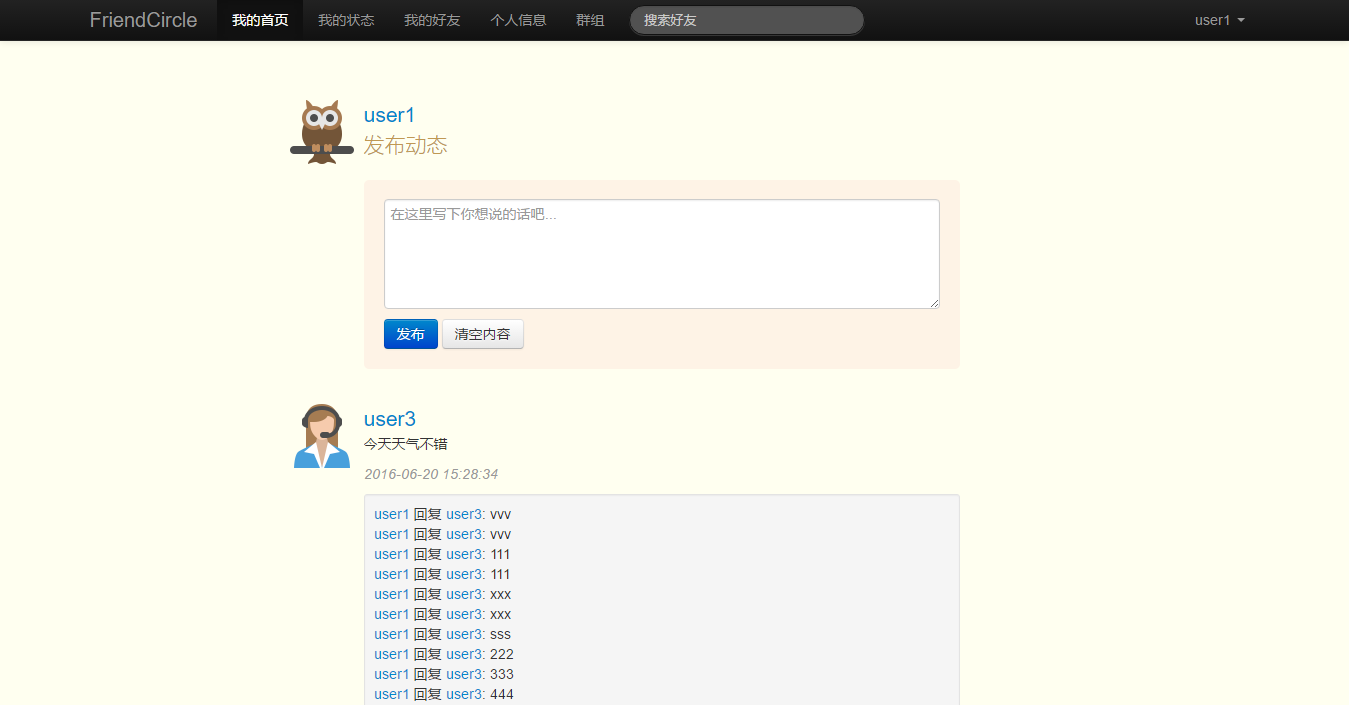 FriendCircle 我的首页 我的状态 我的好友 个人信息 群组 搜索好友 user1
user1
发布动态
在这里写下你想说的话吧...
发布 清空内容
user3
今天天气不错
2016-06-20 15:28:34
user1 回复 user3: vvv
user1 回复 user3: vvv
user1 回复 user3: 111
user1 回复 user3: 111
user1 回复 user3: xxx
user1 回复 user3: xxx
user1 回复 user3: sss
user1 回复 user3: 222
user1 回复 user3: 333
user1 回复 user3: 444